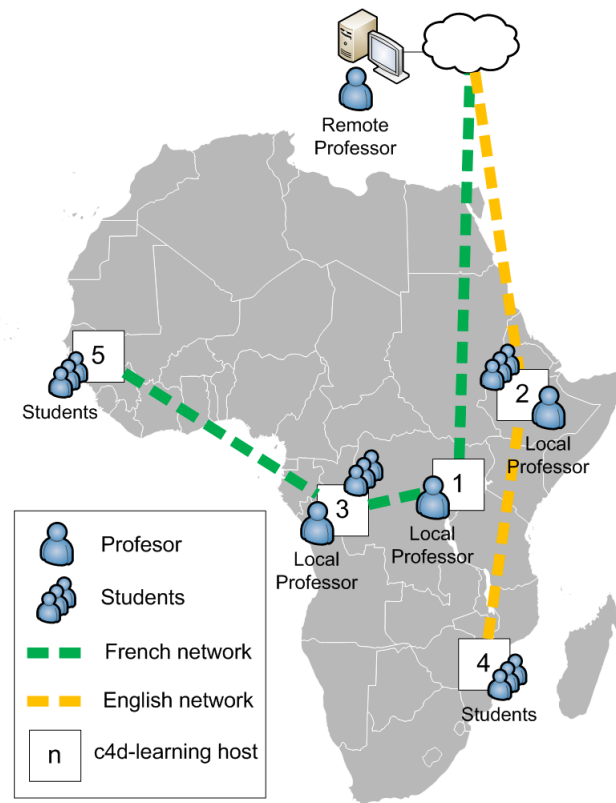 Remote
Professor
5
Students
2
Local
Professor
1
Local
Professor
3
Local
Professor
4
Students
Profesor
Students
French network
English network
n
c4d-learning host